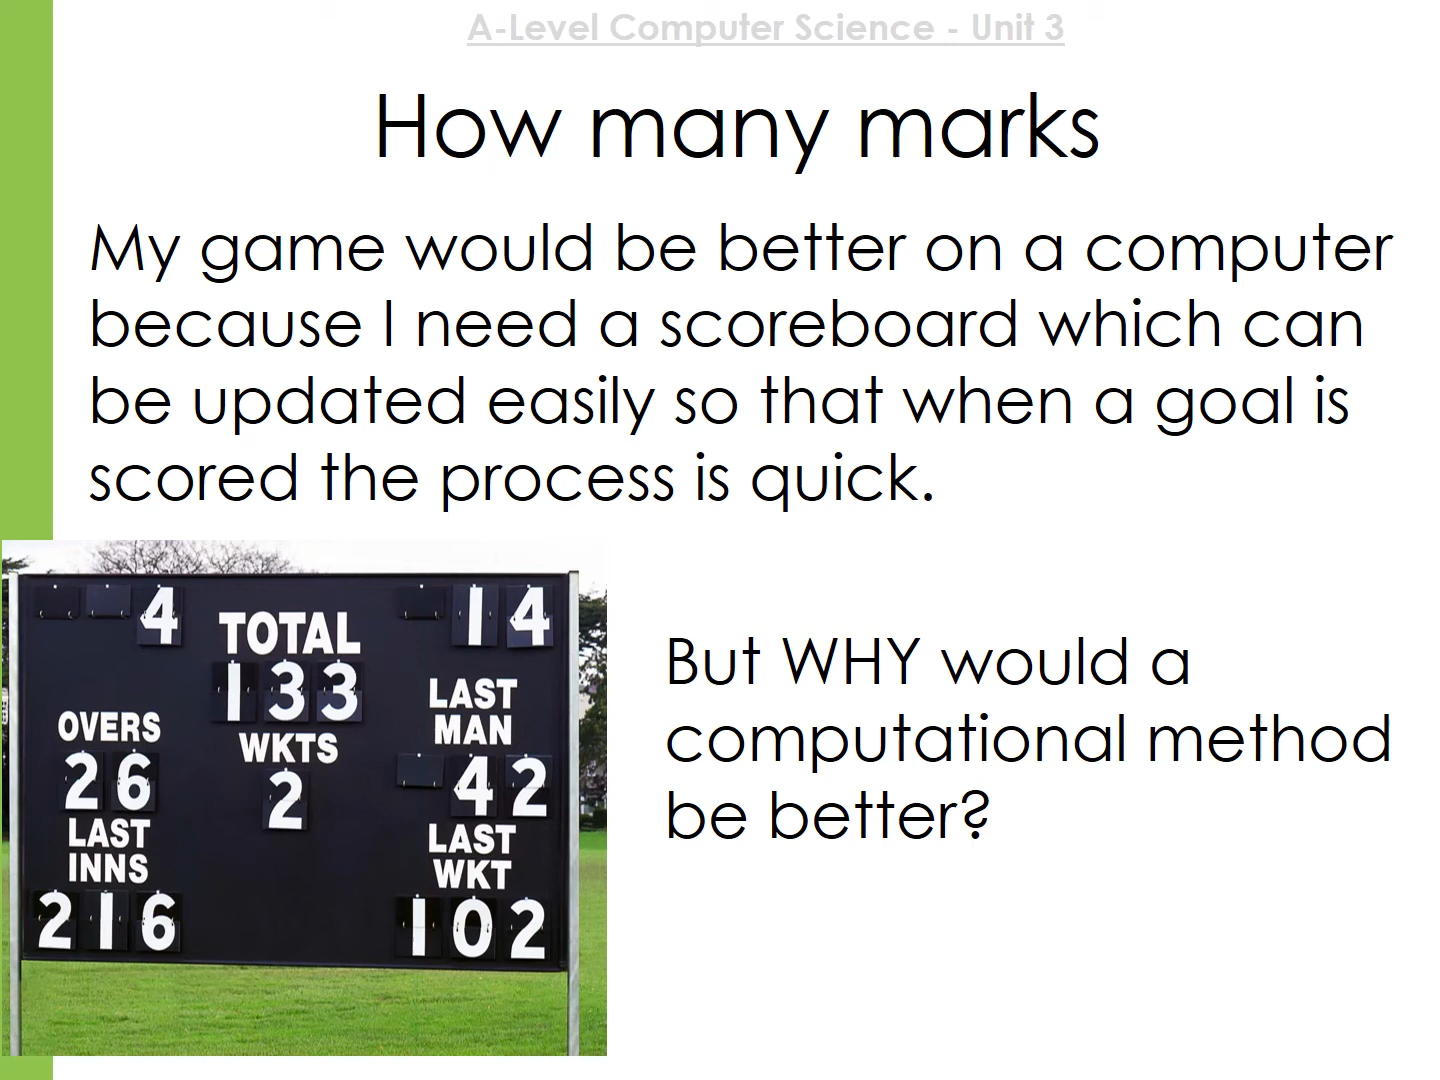 A-Level Computer Science - Unit 3
How many marks
My game would be better on a computer
because I need a scoreboard which can
be updated easily so that when a goal is
scored the process is quick.
4
TOTAL
133
14
LAST
MAN
42
OVERS
26
WKTS
2
LAST
INNS
216
LAST
WKT
102
But WHY would a
computational method
be better?